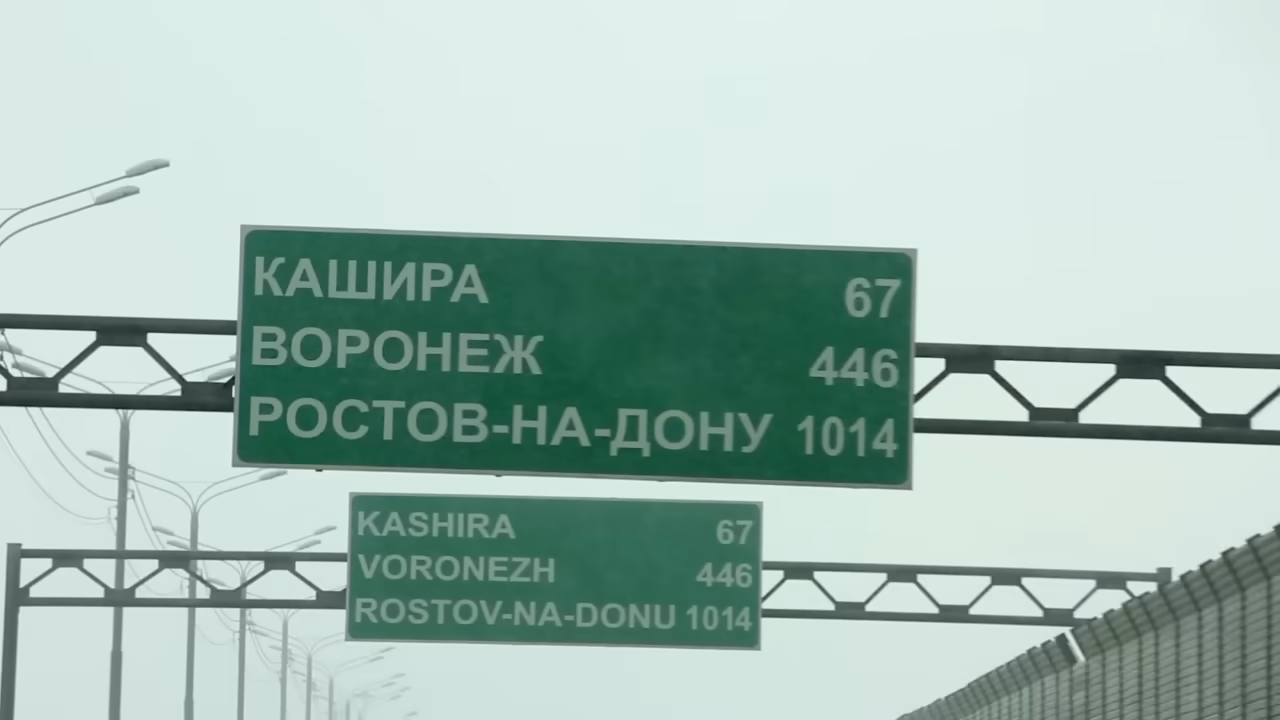 КАШИРА 67
ВОРОНЕЖ 446
РОСТОВ-НА-ДОНУ 1014
KASHIRA 67
VORONEZH 446
ROSTOV-NA-DONU 1014